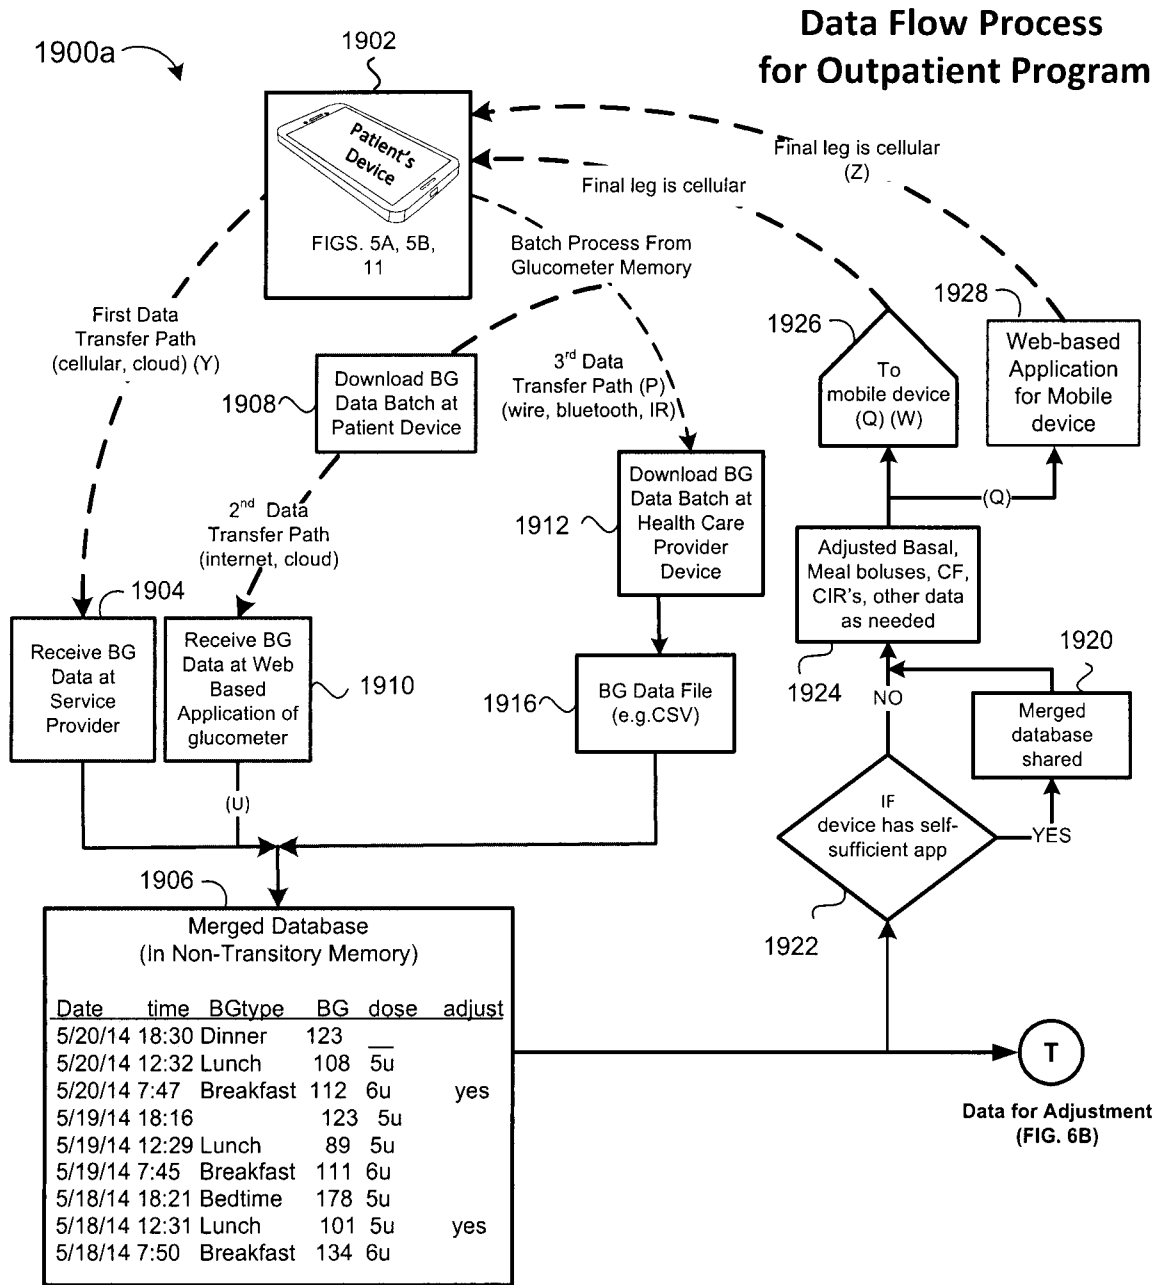 Data Flow Process
for Outpatient Program
1900a
1902
Patient's
Device
FIGS. 5A, 5B,
11
Final leg is cellular
(Z)
Final leg is cellular
Batch Process From
Glucometer Memory
First Data
Transfer Path
(cellular, cloud) (Y)
1908
Download BG
Data Batch at
Patient Device
3rd Data
Transfer Path (P)
(wire, bluetooth, IR)
1926
To
mobile device
(Q) (W)
1928
Web-based
Application
for Mobile
device
2nd Data
Transfer Path
(internet, cloud)
1912
Download BG
Data Batch at
Health Care
Provider
Device
(Q)
Adjusted Basal,
Meal boluses, CF,
CIR's, other data
as needed
1904
Receive BG
Data at
Service
Provider
Receive BG
Data at Web
Based
Application of
glucometer
1910
1916
BG Data File
(e.g.CSV)
1924
NO
1920
Merged
database
shared
(U)
IF
device has self-
sufficient app
YES
1922
1906
Merged Database
(In Non-Transitory Memory)
Date time BGtype BG dose adjust
5/20/14 18:30 Dinner 123 __
5/20/14 12:32 Lunch 108 5u
5/20/14 7:47 Breakfast 112 6u yes
5/19/14 18:16 123 5u
5/19/14 12:29 Lunch 89 5u
5/19/14 7:45 Breakfast 111 6u
5/18/14 18:21 Bedtime 178 5u
5/18/14 12:31 Lunch 101 5u yes
5/18/14 7:50 Breakfast 134 6u
T
Data for Adjustment
(FIG. 6B)